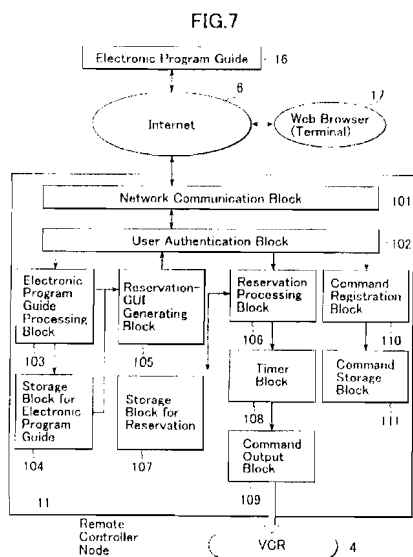 FIG.7
Electronic Program Guide
16
6
17
Internet
Web Browser
(Terminal)
Network Communication Block
101
User Authentication Block
102
Electronic
Program
Guide
Processing
Block
103
Reservation-
GUI
Generating
Block
105
Reservation
Processing
Block
106
Command
Registration
Block
110
Storage
Block for
Electronic
Program
Guide
104
Storage
Block for
Reservation
107
Timer
Block
108
Command
Storage
Block
111
Command
Output
Block
109
11
Remote
Controller
Node
VCR
4